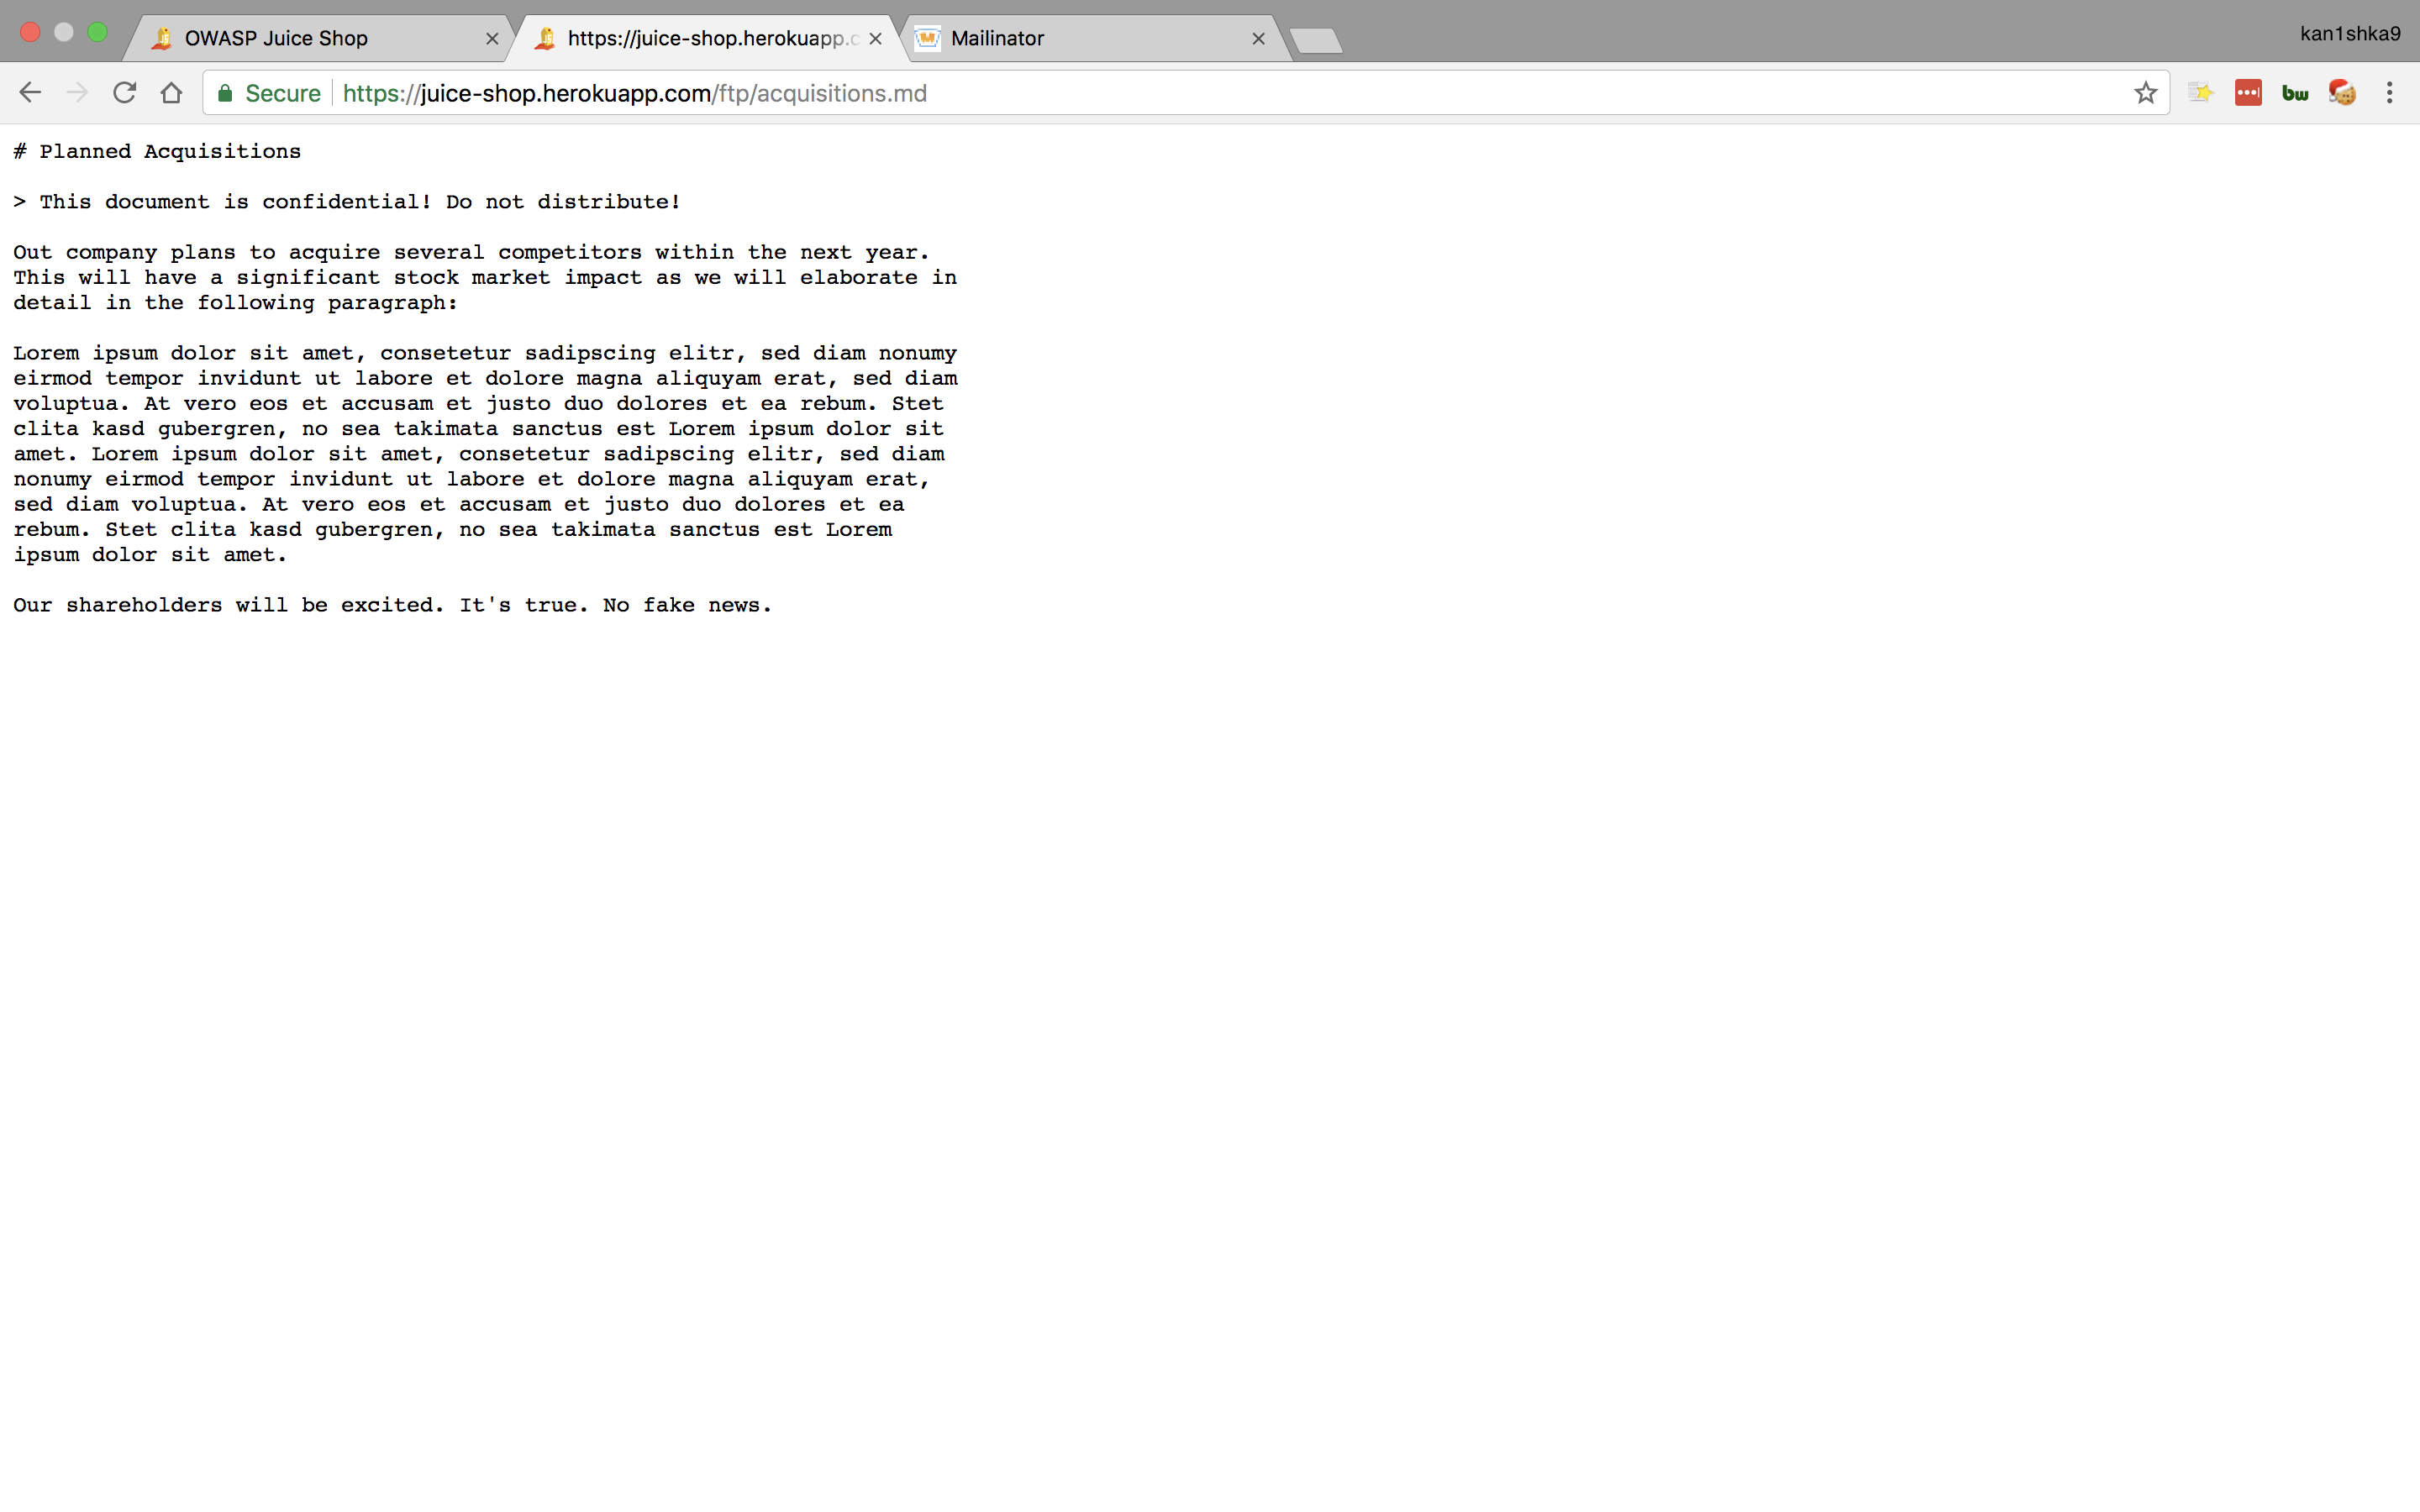 OWASP Juice Shop
https://juice-shop.herokuapp.c
Mailinator
kan1shka9
Secure
https://juice-shop.herokuapp.com/ftp/acquisitions.md
bw
# Planned Acquisitions
> This document is confidential! Do not distribute!
Out company plans to acquire several competitors within the next year.
This will have a significant stock market impact as we will elaborate in
detail in the following paragraph:
Lorem ipsum dolor sit amet, consetetur sadipscing elitr, sed diam nonumy
eirmod tempor invidunt ut labore et dolore magna aliquyam erat, sed diam
voluptua. At vero eos et accusam et justo duo dolores et ea rebum. Stet
clita kasd gubergren, no sea takimata sanctus est Lorem ipsum dolor sit
amet. Lorem ipsum dolor sit amet, consetetur sadipscing elitr, sed diam
nonumy eirmod tempor invidunt ut labore et dolore magna aliquyam erat,
sed diam voluptua. At vero eos et accusam et justo duo dolores et ea
rebum. Stet clita kasd gubergren, no sea takimata sanctus est Lorem
ipsum dolor sit amet.
Our shareholders will be excited. It's true. No fake news.